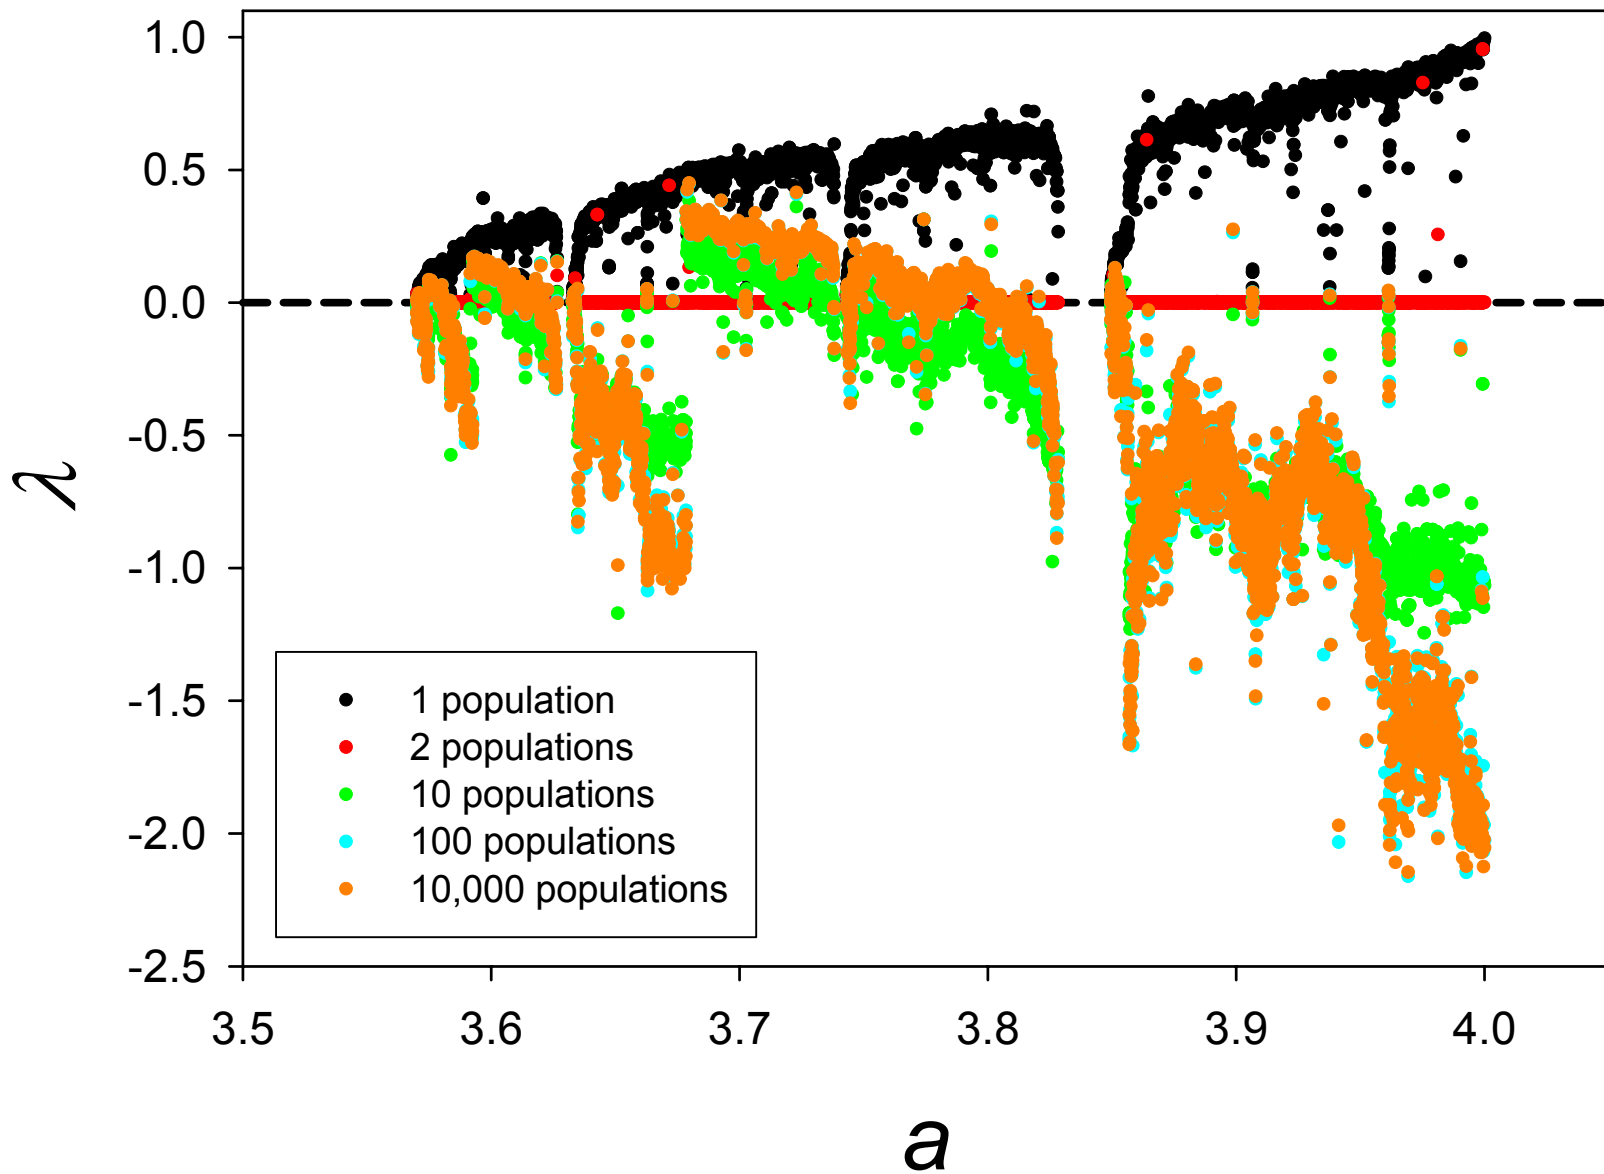 1.0
0.5
0.0
-0.5
-1.0
-1.5
-2.0
-2.5
λ
1 population
2 populations
10 populations
100 populations
10,000 populations
3.5 3.6 3.7 3.8 3.9 4.0
a